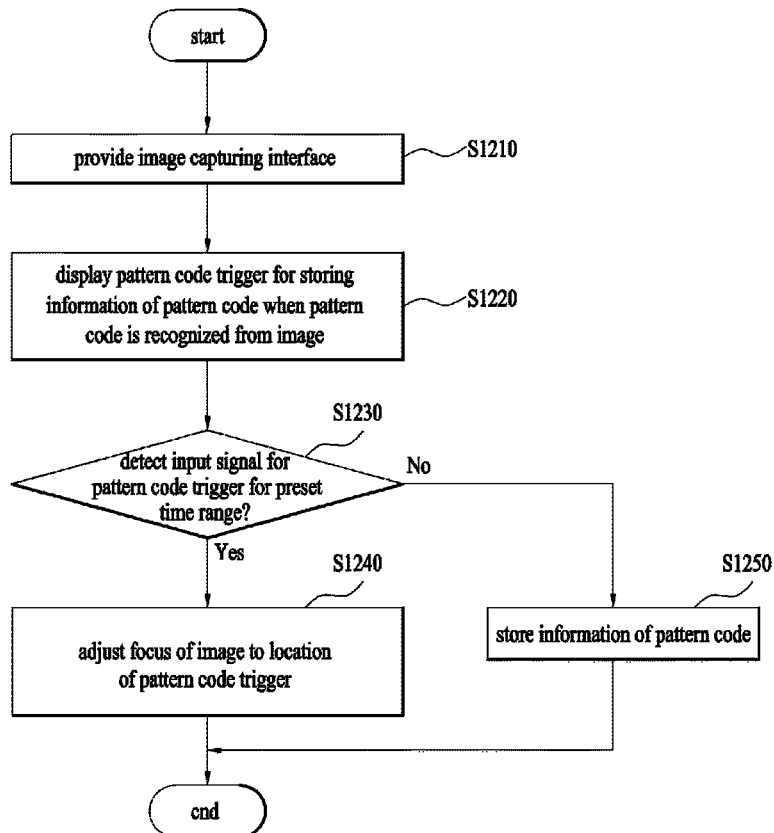 start
provide image capturing interface
S1210
display pattern code trigger for storing
information of pattern code when pattern
code is recognized from image
S1220
S1230
detect input signal for
pattern code trigger for preset
time range?
No
Yes
S1240
S1250
adjust focus of image to location
of pattern code trigger
store information of pattern code
end